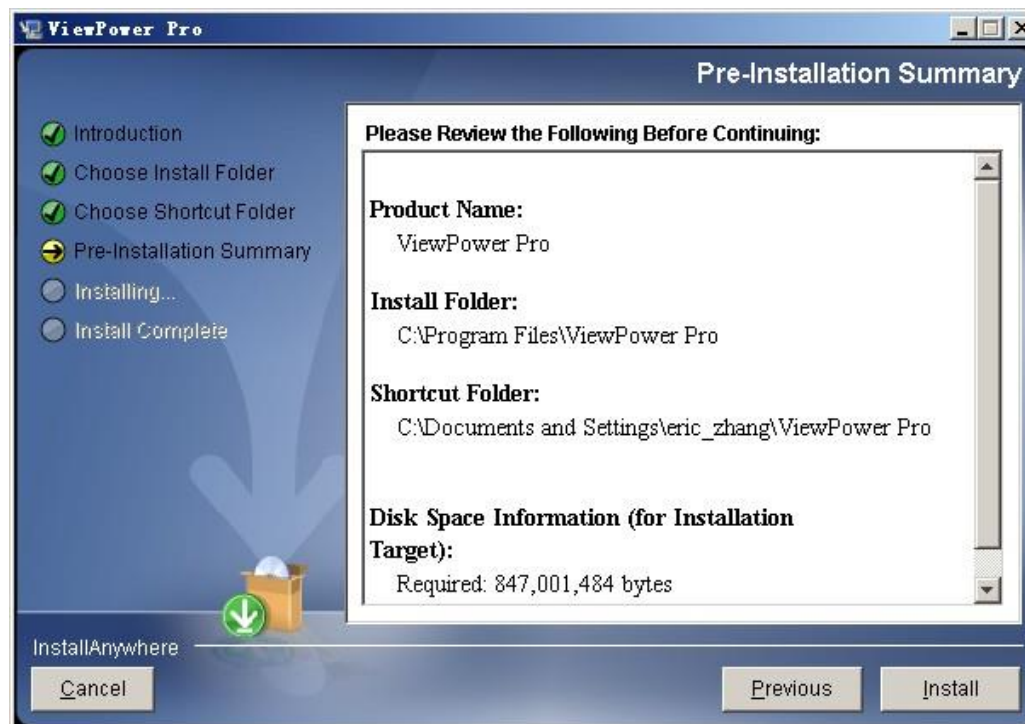 ViewPower Pro
Pre-Installation Summary
Introduction
Choose Install Folder
Choose Shortcut Folder
Pre-Installation Summary
Installing...
Install Complete
Please Review the Following Before Continuing:
Product Name:
ViewPower Pro
Install Folder:
C:\Program Files\ViewPower Pro
Shortcut Folder:
C:\Documents and Settings\eric_zhang\ViewPower Pro
Disk Space Information (for Installation
Target):
Required: 847,001,484 bytes
InstallAnywhere
Cancel
Previous
Install